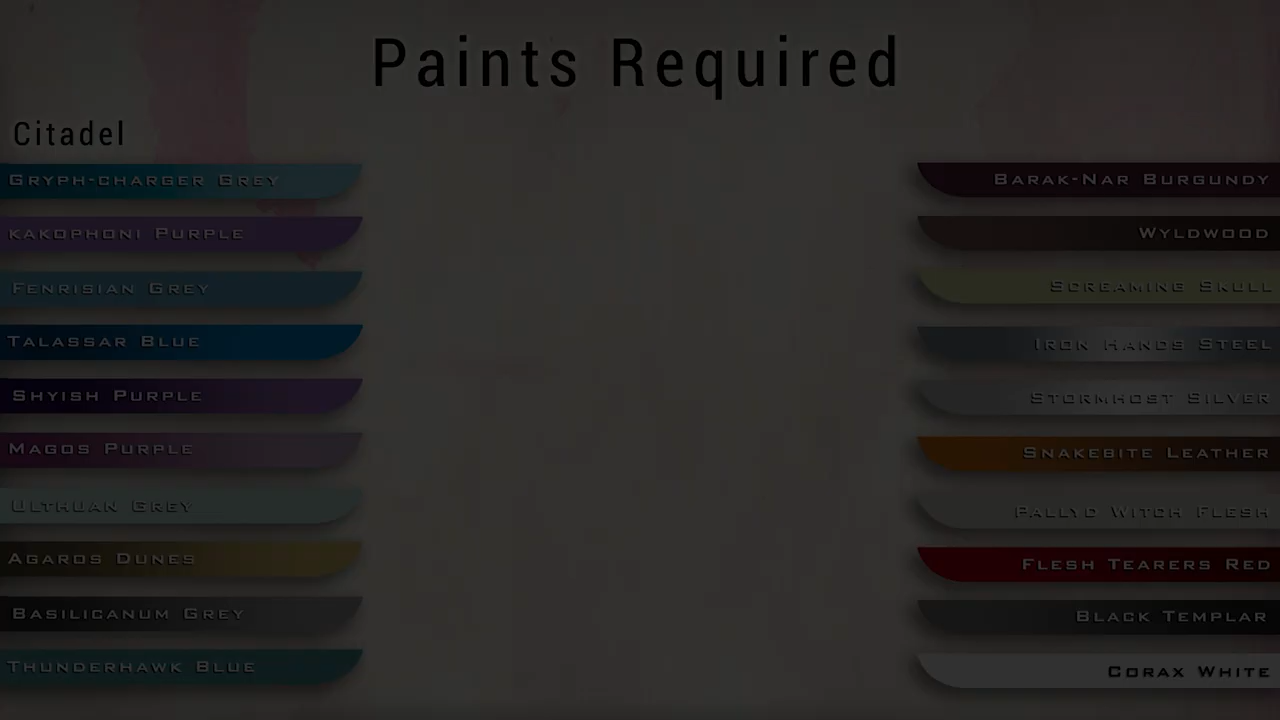 Paints Required
Citadel
Gryph-charger Grey
kakophoni Purple
Fenrisian Grey
Talassar Blue
Shyish Purple
Magos Purple
Ulthuan Grey
Agaros Dunes
Basilicanum Grey
Thunderhawk Blue
Barak-Nar Burgundy
Wyldwood
Screaming Skull
Iron Hands Steel
Stormhost Silver
Snakebite Leather
Pallyd Witch Flesh
Flesh Tearers Red
Black Templar
Corax White